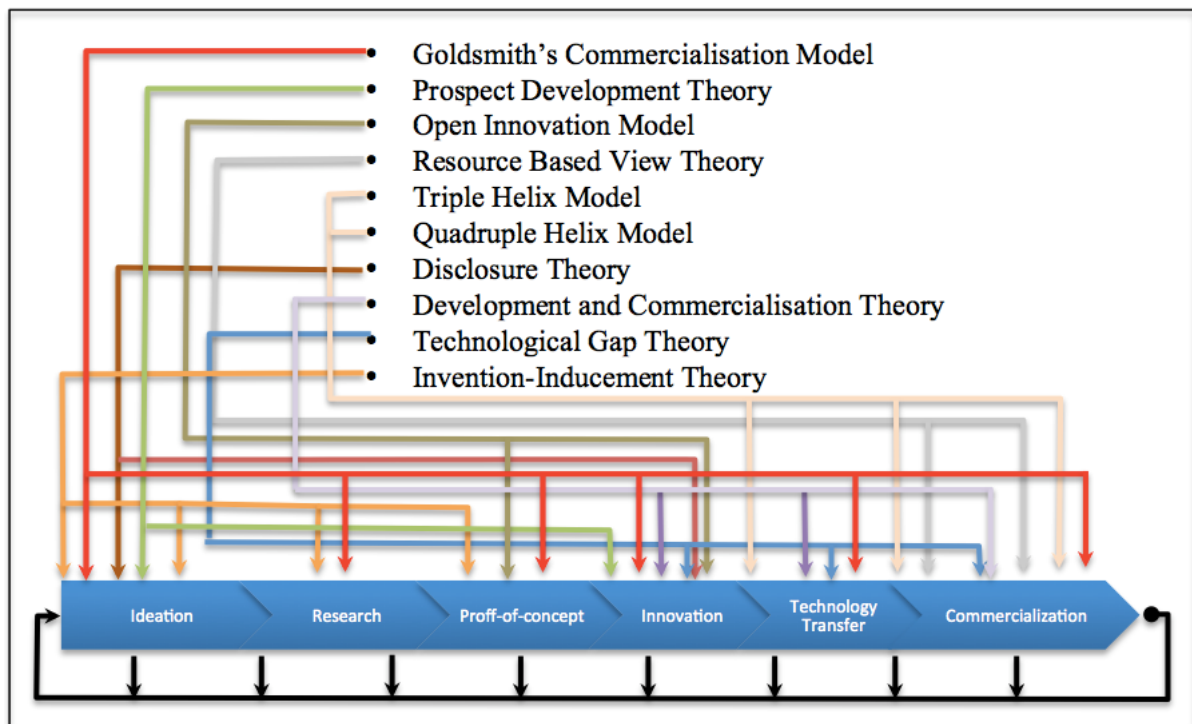 • Goldsmith’s Commercialisation Model
• Prospect Development Theory
• Open Innovation Model
• Resource Based View Theory
• Triple Helix Model
• Quadruple Helix Model
• Disclosure Theory
• Development and Commercialisation Theory
• Technological Gap Theory
• Invention-Inducement Theory
Ideation
Research
Proff-of-concept
Innovation
Technology
Transfer
Commercialization